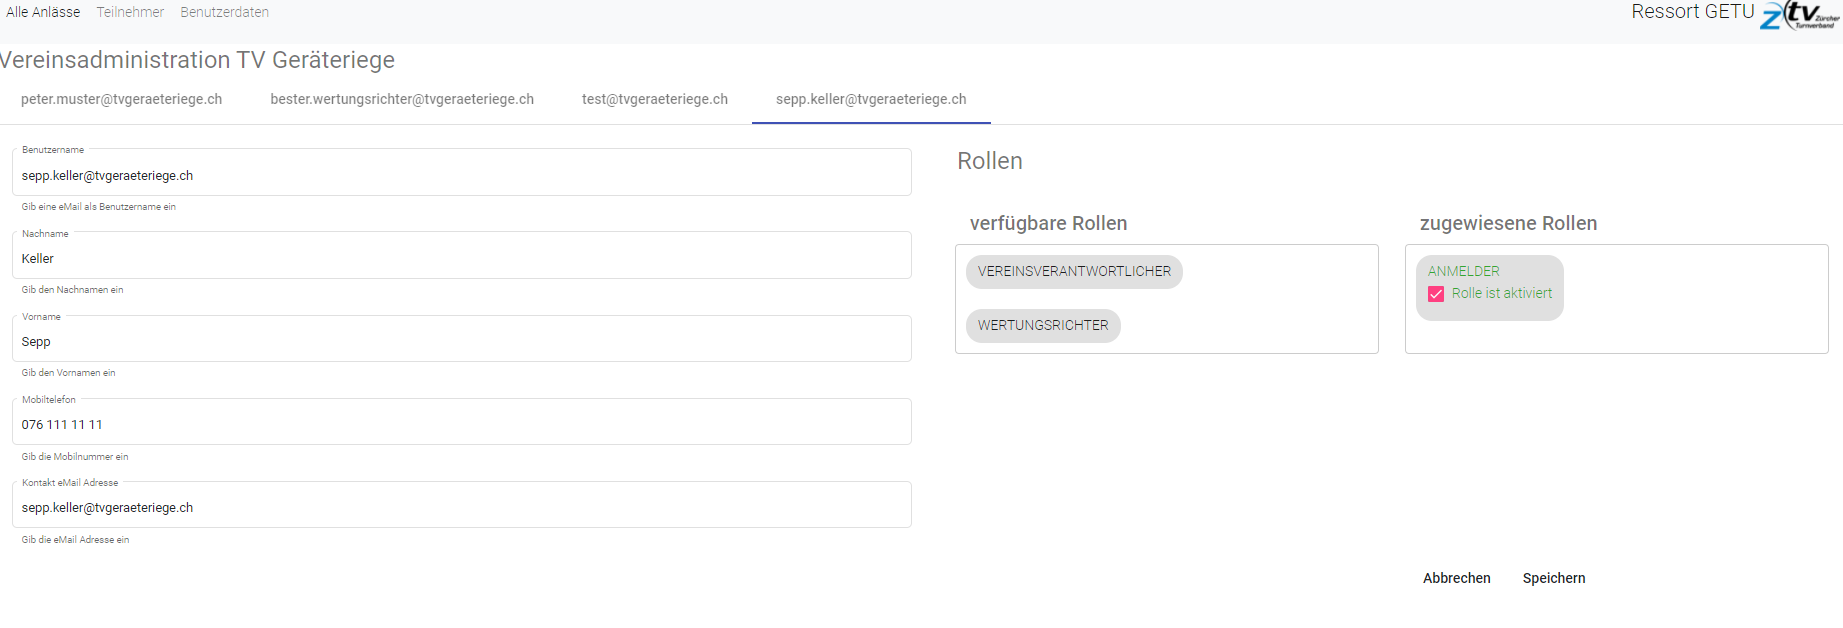 Alle Anlässe Teilnehmer Benutzerdaten
Ressort GETU ztv Zürcher Turnverband
Vereinsadministration TV Geräteriege
peter.muster@tvgeraeteriege.ch bester.wertungsrichter@tvgeraeteriege.ch test@tvgeraeteriege.ch sepp.keller@tvgeraeteriege.ch
Benutzername
sepp.keller@tvgeraeteriege.ch
Gib eine eMail als Benutzername ein
Nachname
Keller
Gib den Nachnamen ein
Vorname
Sepp
Gib den Vornamen ein
Mobiltelefon
076 111 11 11
Gib die Mobilnummer ein
Kontakt eMail Adresse
sepp.keller@tvgeraeteriege.ch
Gib die eMail Adresse ein
Rollen
verfügbare Rollen
VEREINSVERANTWORTLICHER
WERTUNGSRICHTER
zugewiesene Rollen
ANMELDER
Rolle ist aktiviert
Abbrechen Speichern